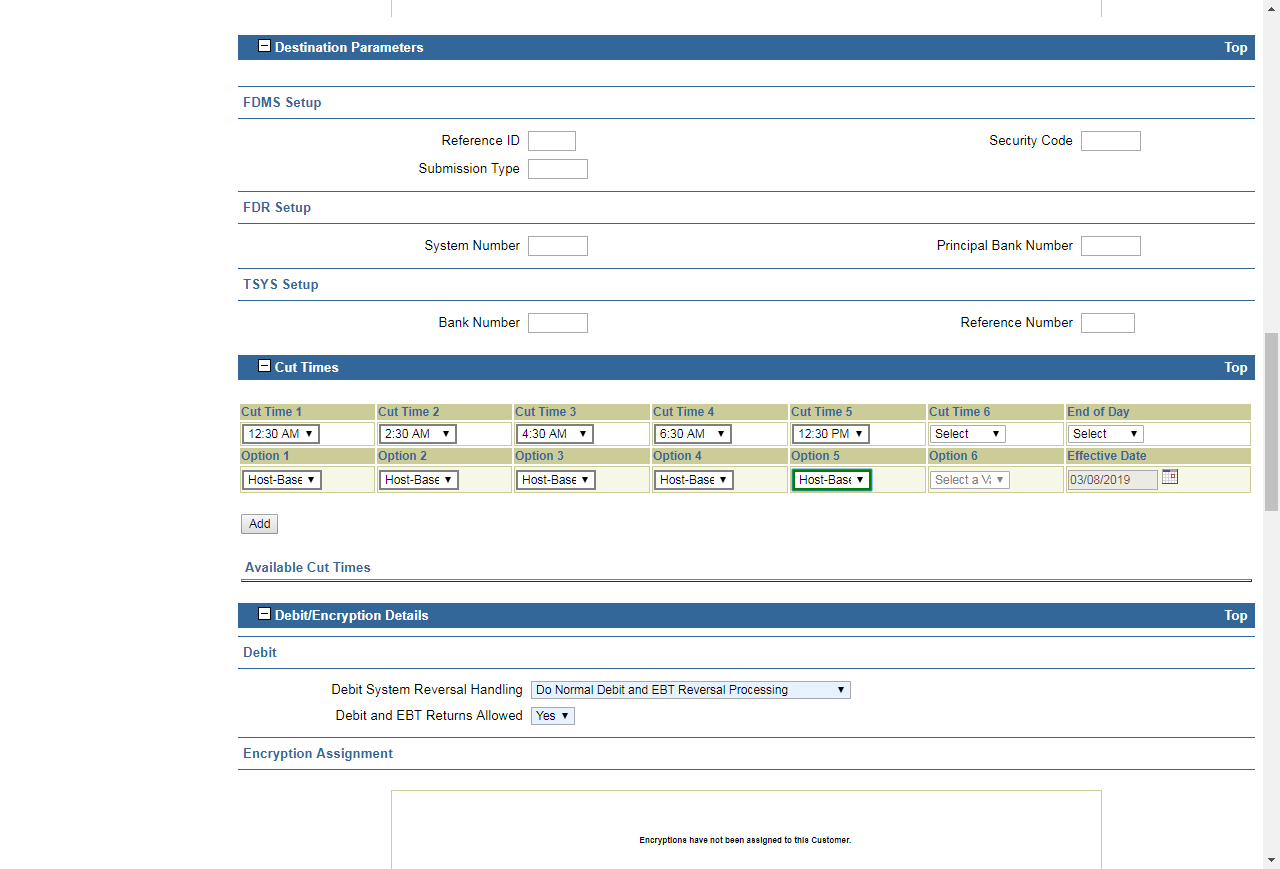 Destination Parameters Top
FDMS Setup
Reference ID Security Code
Submission Type
FDR Setup
System Number Principal Bank Number
TSYS Setup
Bank Number Reference Number
Cut Times Top
Cut Time 1 Cut Time 2 Cut Time 3 Cut Time 4 Cut Time 5 Cut Time 6 End of Day
12:30 AM 2:30 AM 4:30 AM 6:30 AM 12:30 PM Select Select
Option 1 Option 2 Option 3 Option 4 Option 5 Option 6 Effective Date
Host-Base Host-Base Host-Base Host-Base Host-Base Select a Va 03/08/2019
Add
Available Cut Times
Debit/Encryption Details Top
Debit
Debit System Reversal Handling Do Normal Debit and EBT Reversal Processing
Debit and EBT Returns Allowed Yes
Encryption Assignment
Encryptions have not been assigned to this Customer.